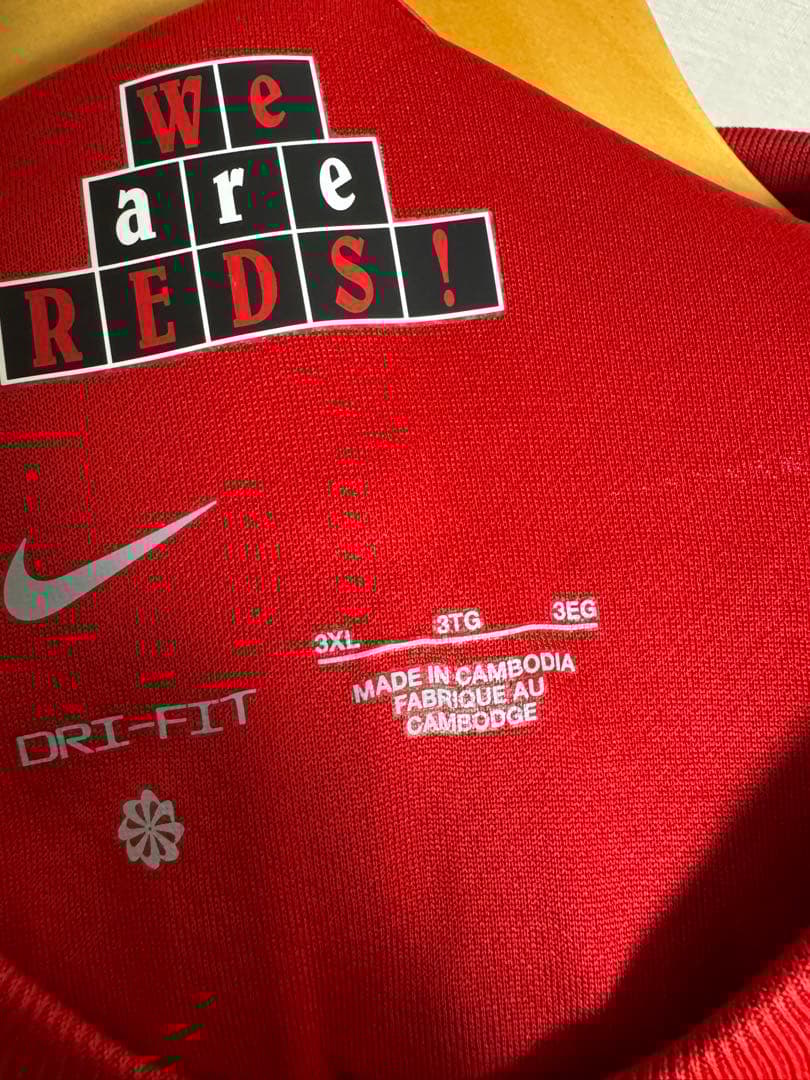 We
are
REDS!
3XL 3TG 3EG
MADE IN CAMBODIA
FABRIQUE AU
CAMBODGE
DRI-FIT